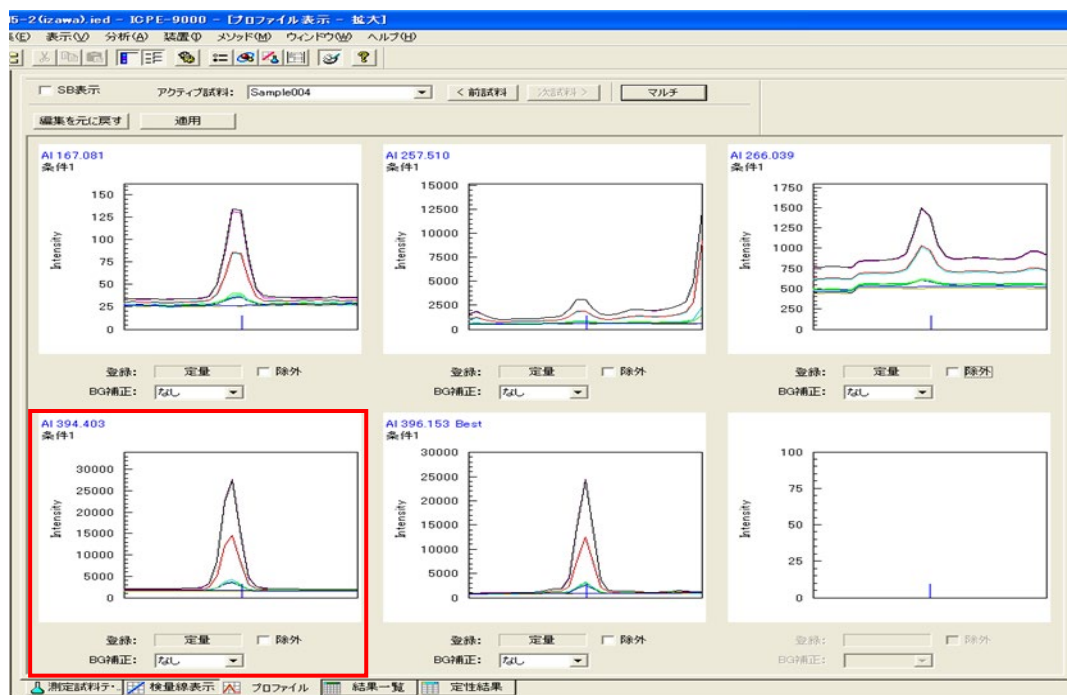 05-2(izawa).ied - ICPE-9000 - [プロファイル表示 - 拡大]
集(E) 表示(V) 分析(A) 装置(I) メソッド(M) ウィンドウ(W) ヘルプ(H)
SB表示 アクティブ試料: Sample004 < 前試料 次試料 > マルチ
編集を元に戻す 適用
Al 167.081
条件1
150
125
100
75
50
25
0
Intensity
登録: 定量 除外
BG補正: なし
Al 257.510
条件1
15000
12500
10000
7500
5000
2500
0
Intensity
登録: 定量 除外
BG補正: なし
Al 266.039
条件1
1750
1500
1250
1000
750
500
250
0
Intensity
登録: 定量 除外
BG補正: なし
Al 394.403
条件1
30000
25000
20000
15000
10000
5000
0
Intensity
登録: 定量 除外
BG補正: なし
Al 396.153 Best
条件1
30000
25000
20000
15000
10000
5000
0
Intensity
登録: 定量 除外
BG補正: なし
100
75
50
25
0
Intensity
登録: 除外
BG補正:
測定試料テ... 検量線表示 プロファイル 結果一覧 定性結果